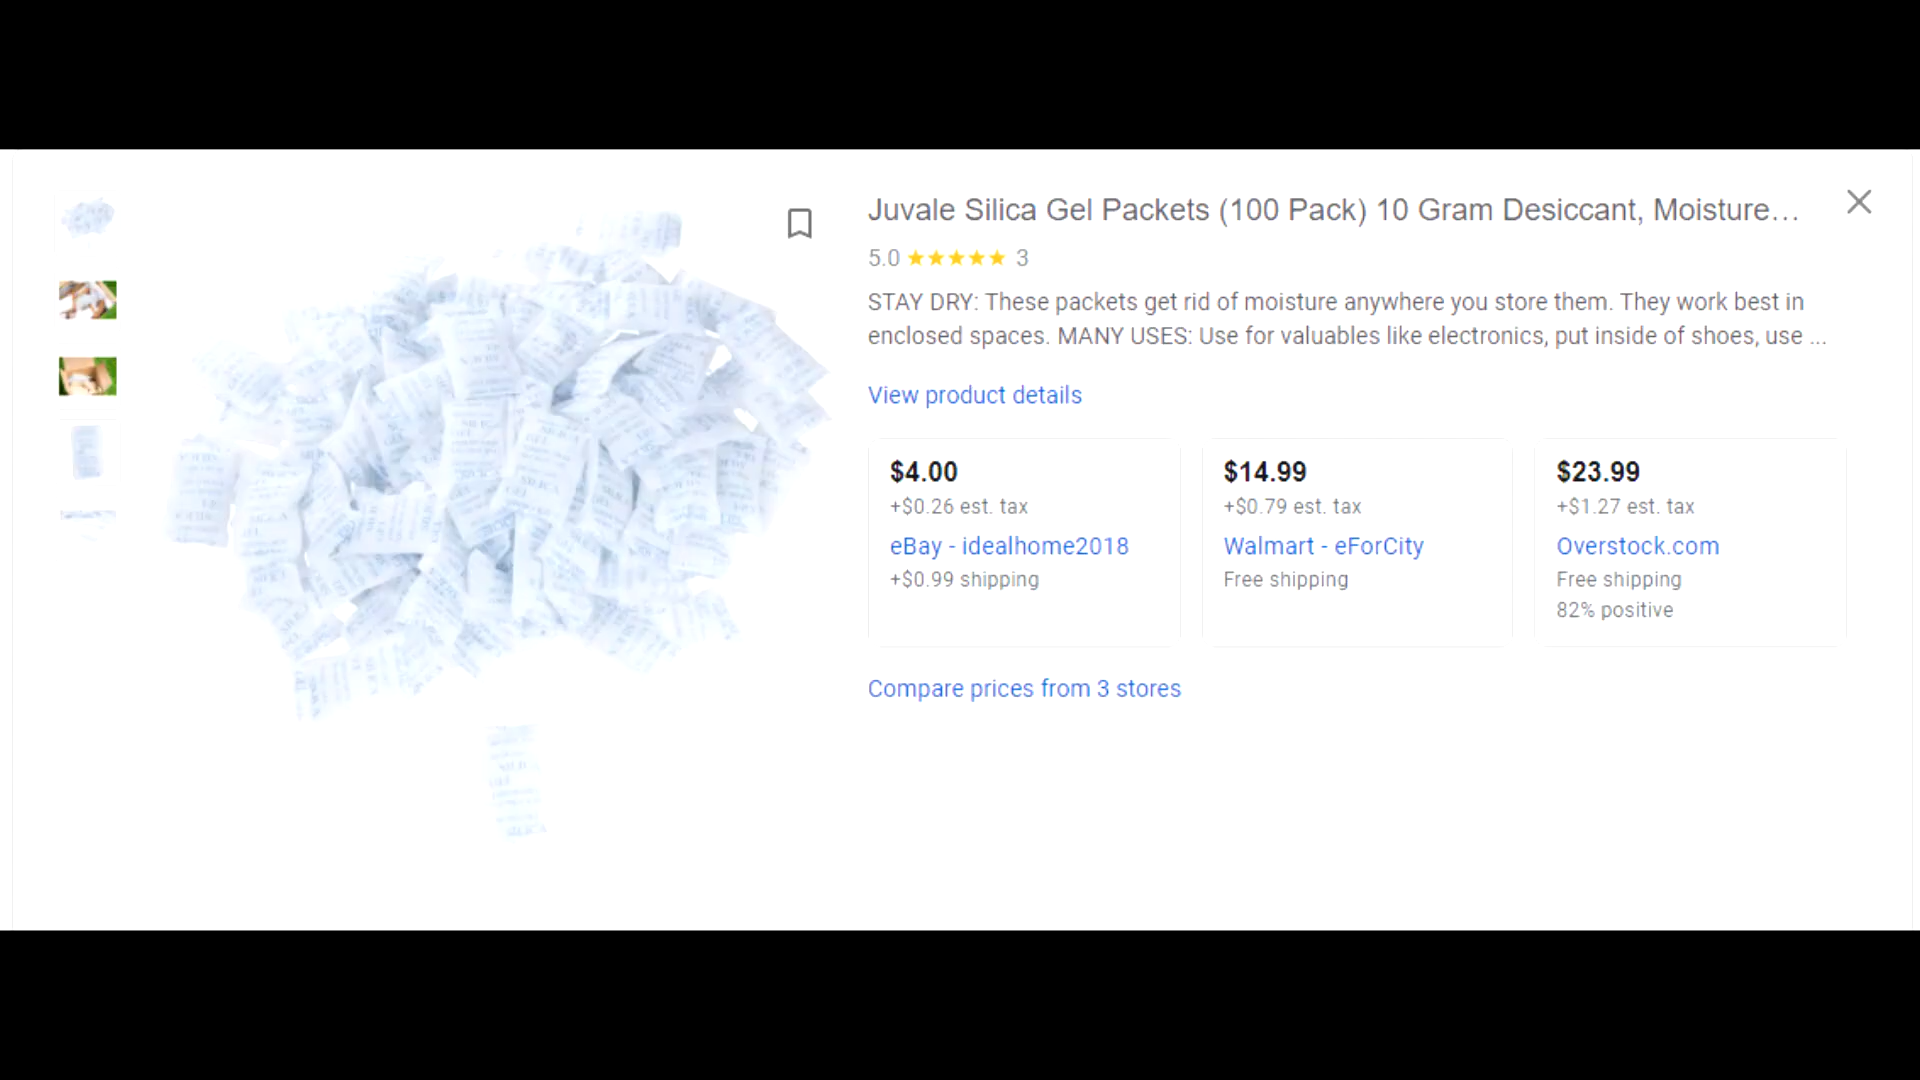 Juvale Silica Gel Packets (100 Pack) 10 Gram Desiccant, Moisture...
5.0 ★★★★★ 3
STAY DRY: These packets get rid of moisture anywhere you store them. They work best in
enclosed spaces. MANY USES: Use for valuables like electronics, put inside of shoes, use ...
View product details
$4.00
+$0.26 est. tax
eBay - idealhome2018
+$0.99 shipping
$14.99
+$0.79 est. tax
Walmart - eForCity
Free shipping
$23.99
+$1.27 est. tax
Overstock.com
Free shipping
82% positive
Compare prices from 3 stores
SILICA
GEL